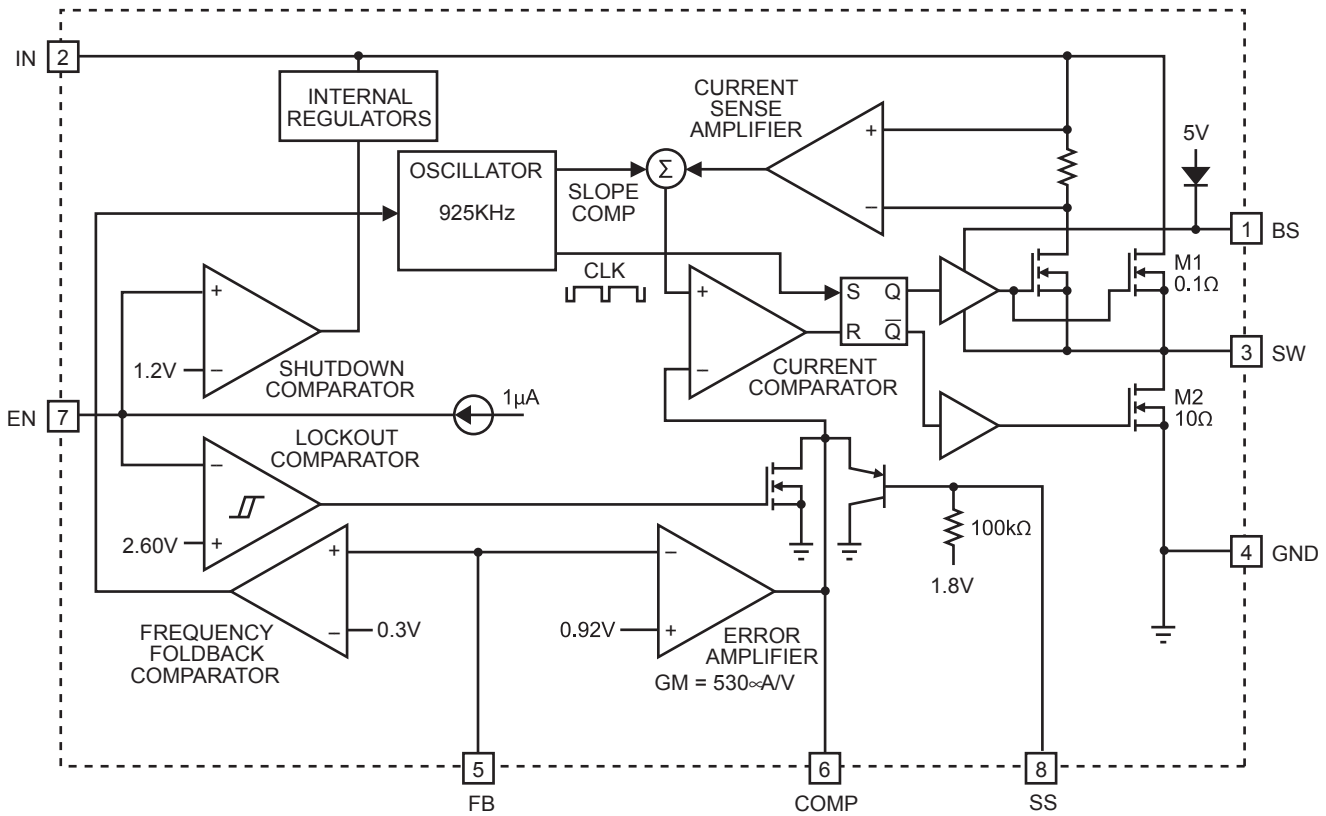 IN
2
INTERNAL
REGULATORS
CURRENT
SENSE
AMPLIFIER
+
–
5V
OSCILLATOR
925KHz
SLOPE
COMP
Σ
1
BS
CLK
+
–
1.2V
SHUTDOWN
COMPARATOR
+
–
CURRENT
COMPARATOR
S
Q
R
Q̅
M1
0.1Ω
3
SW
EN
7
1µA
LOCKOUT
COMPARATOR
–
+
2.60V
M2
10Ω
100kΩ
1.8V
4
GND
+
–
0.3V
FREQUENCY
FOLDBACK
COMPARATOR
–
+
0.92V
ERROR
AMPLIFIER
GM = 530∝A/V
5
FB
6
COMP
8
SS